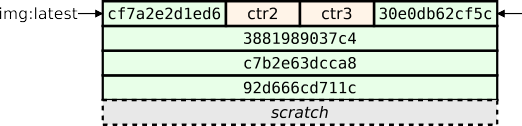 img:latest cf7a2e2d1ed6 ctr2 ctr3 30e0db62cf5c
3881989037c4
c7b2e63dcca8
92d666cd711c
scratch